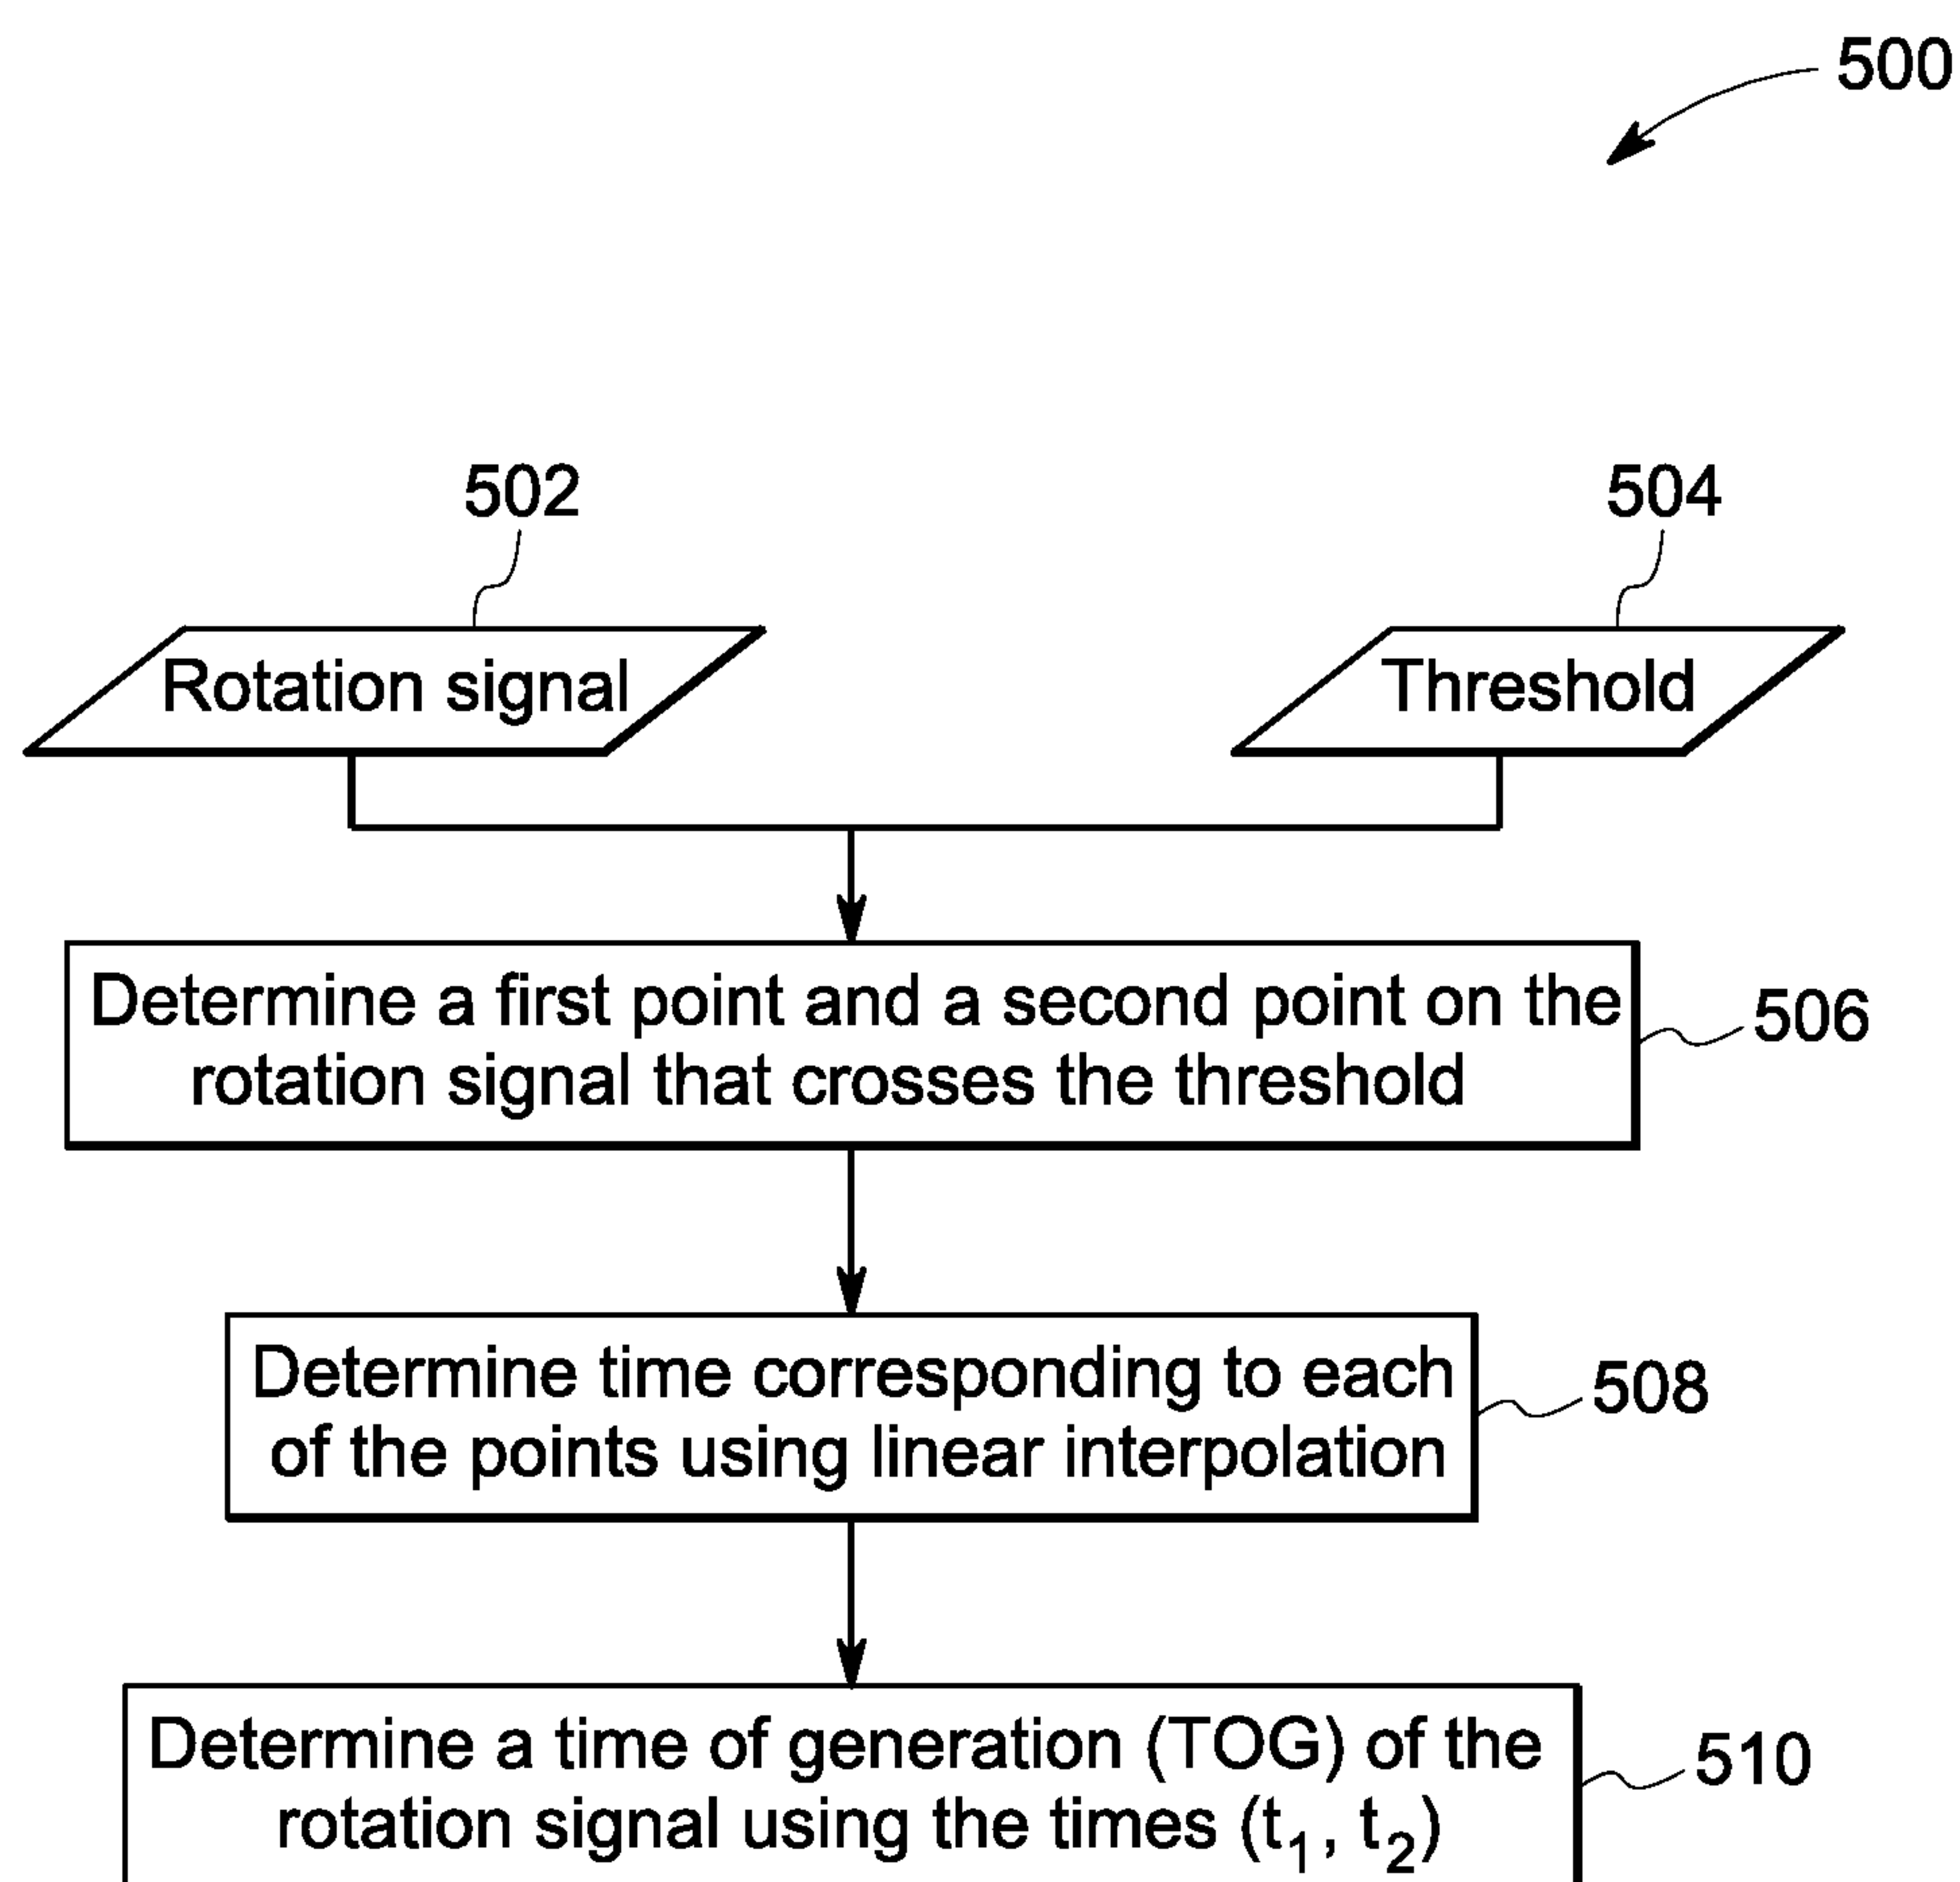 500
502
504
Rotation signal
Threshold
Determine a first point and a second point on the
rotation signal that crosses the threshold
506
Determine time corresponding to each
of the points using linear interpolation
508
Determine a time of generation (TOG) of the
rotation signal using the times (t1, t2)
510